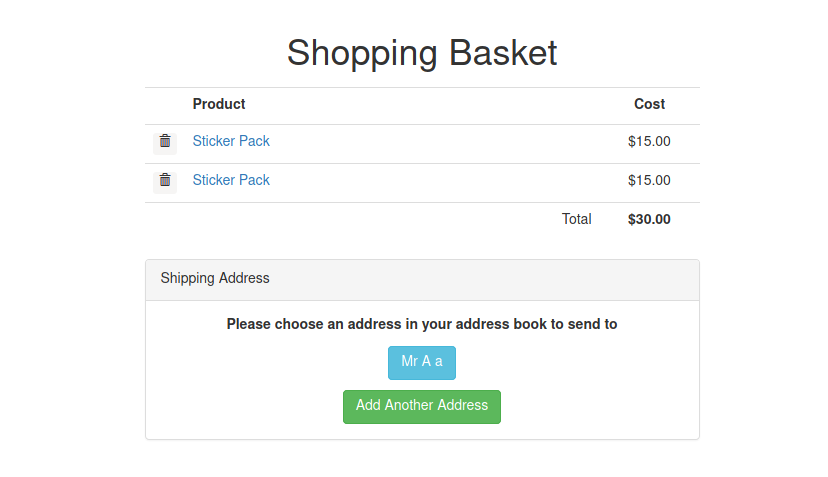 Shopping Basket
Product Cost
Sticker Pack $15.00
Sticker Pack $15.00
Total $30.00
Shipping Address
Please choose an address in your address book to send to
Mr A a
Add Another Address